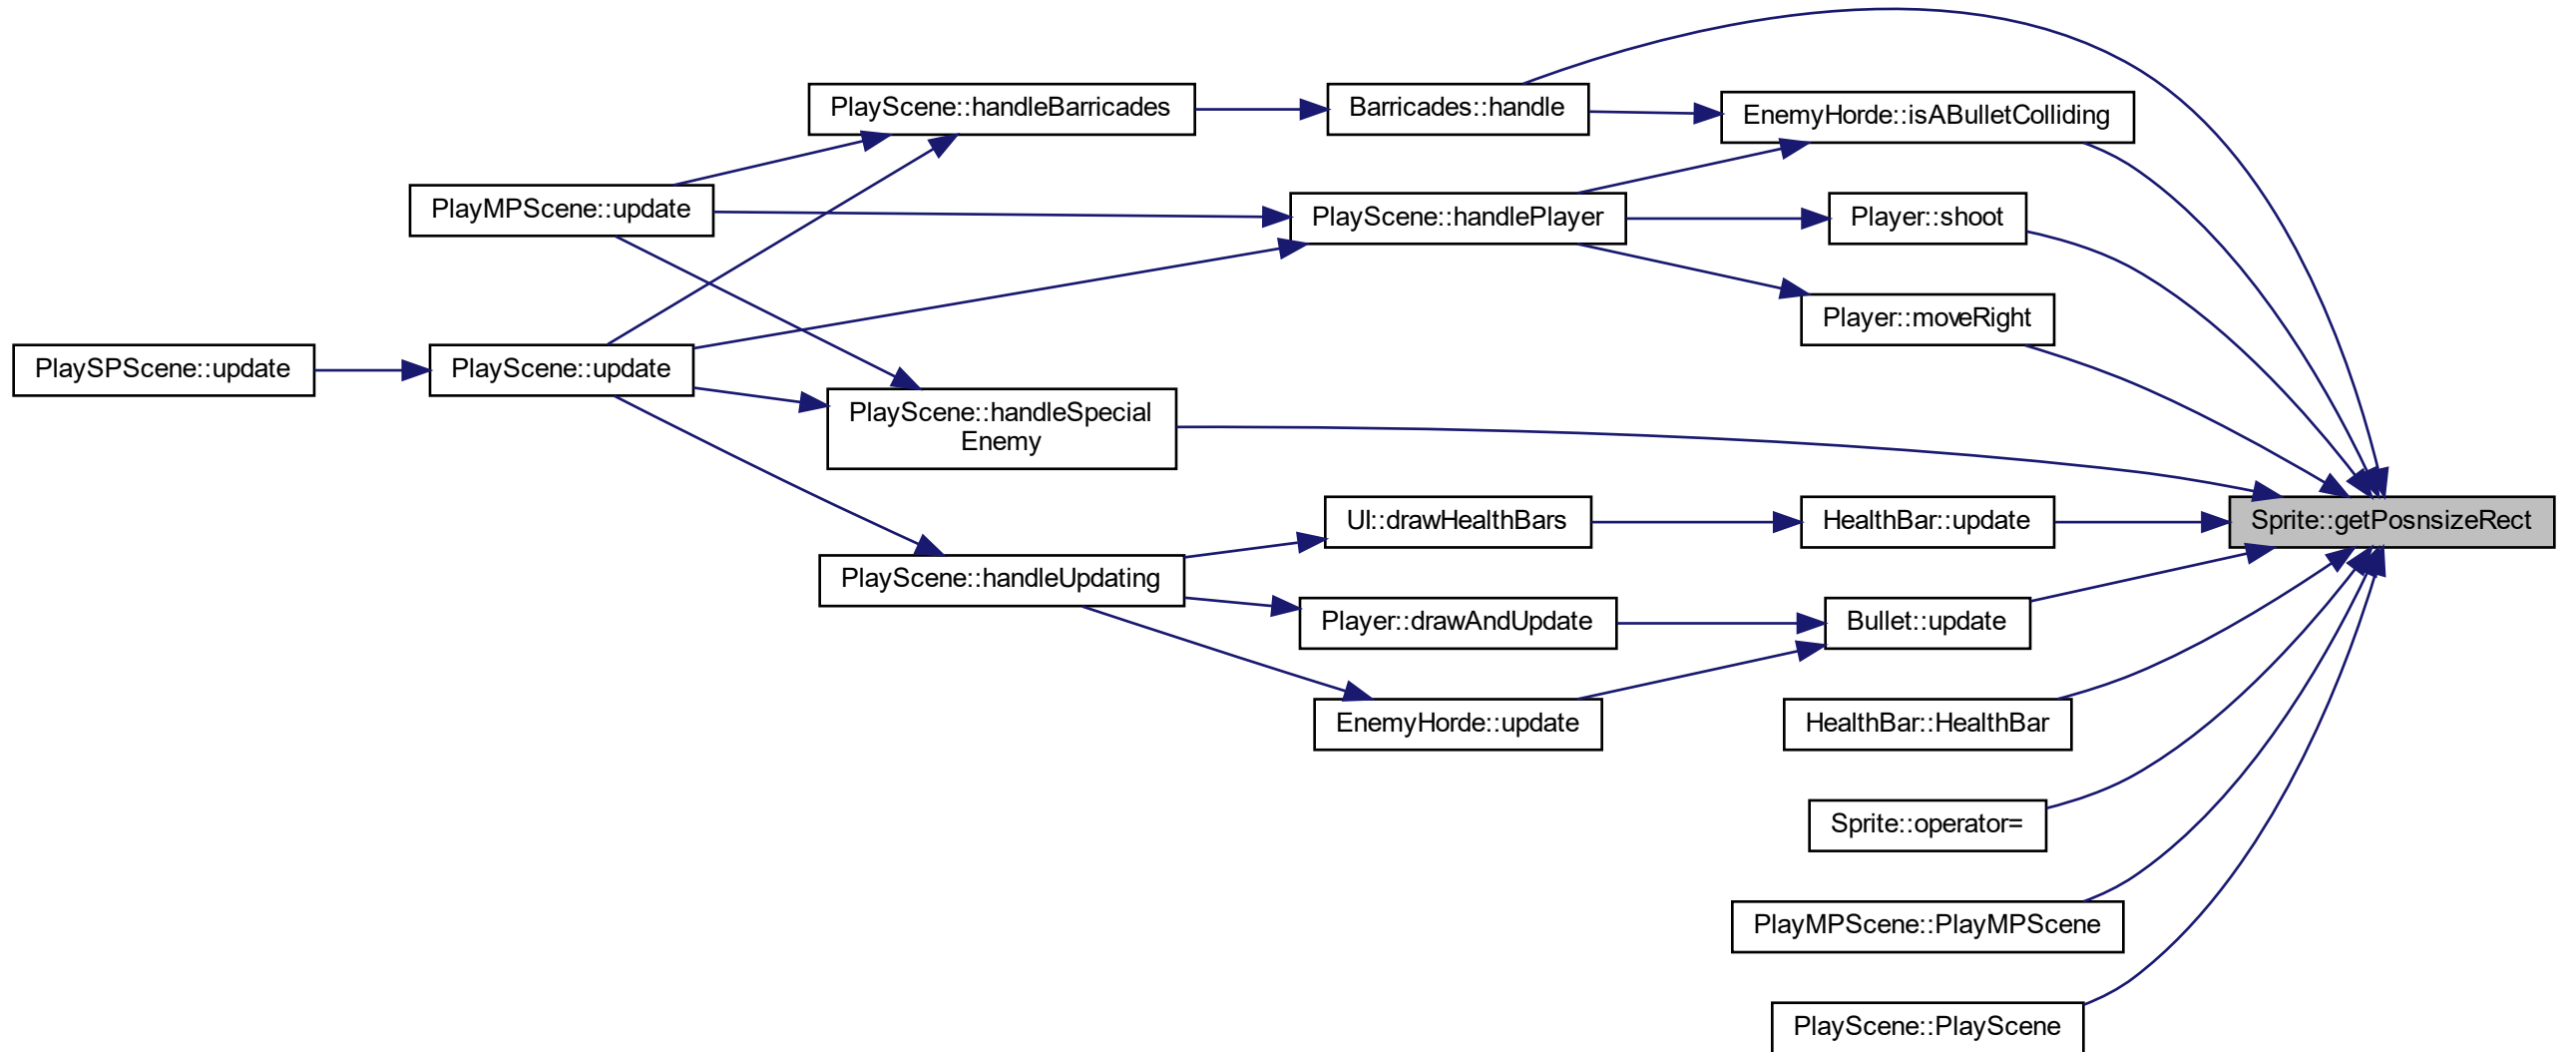 PlayScene::handleBarricades
Barricades::handle
EnemyHorde::isABulletColliding
PlayMPScene::update
PlayScene::handlePlayer
Player::shoot
Player::moveRight
PlaySPScene::update
PlayScene::update
PlayScene::handleSpecial
Enemy
UI::drawHealthBars
HealthBar::update
Sprite::getPosnsizeRect
PlayScene::handleUpdating
Player::drawAndUpdate
Bullet::update
EnemyHorde::update
HealthBar::HealthBar
Sprite::operator=
PlayMPScene::PlayMPScene
PlayScene::PlayScene